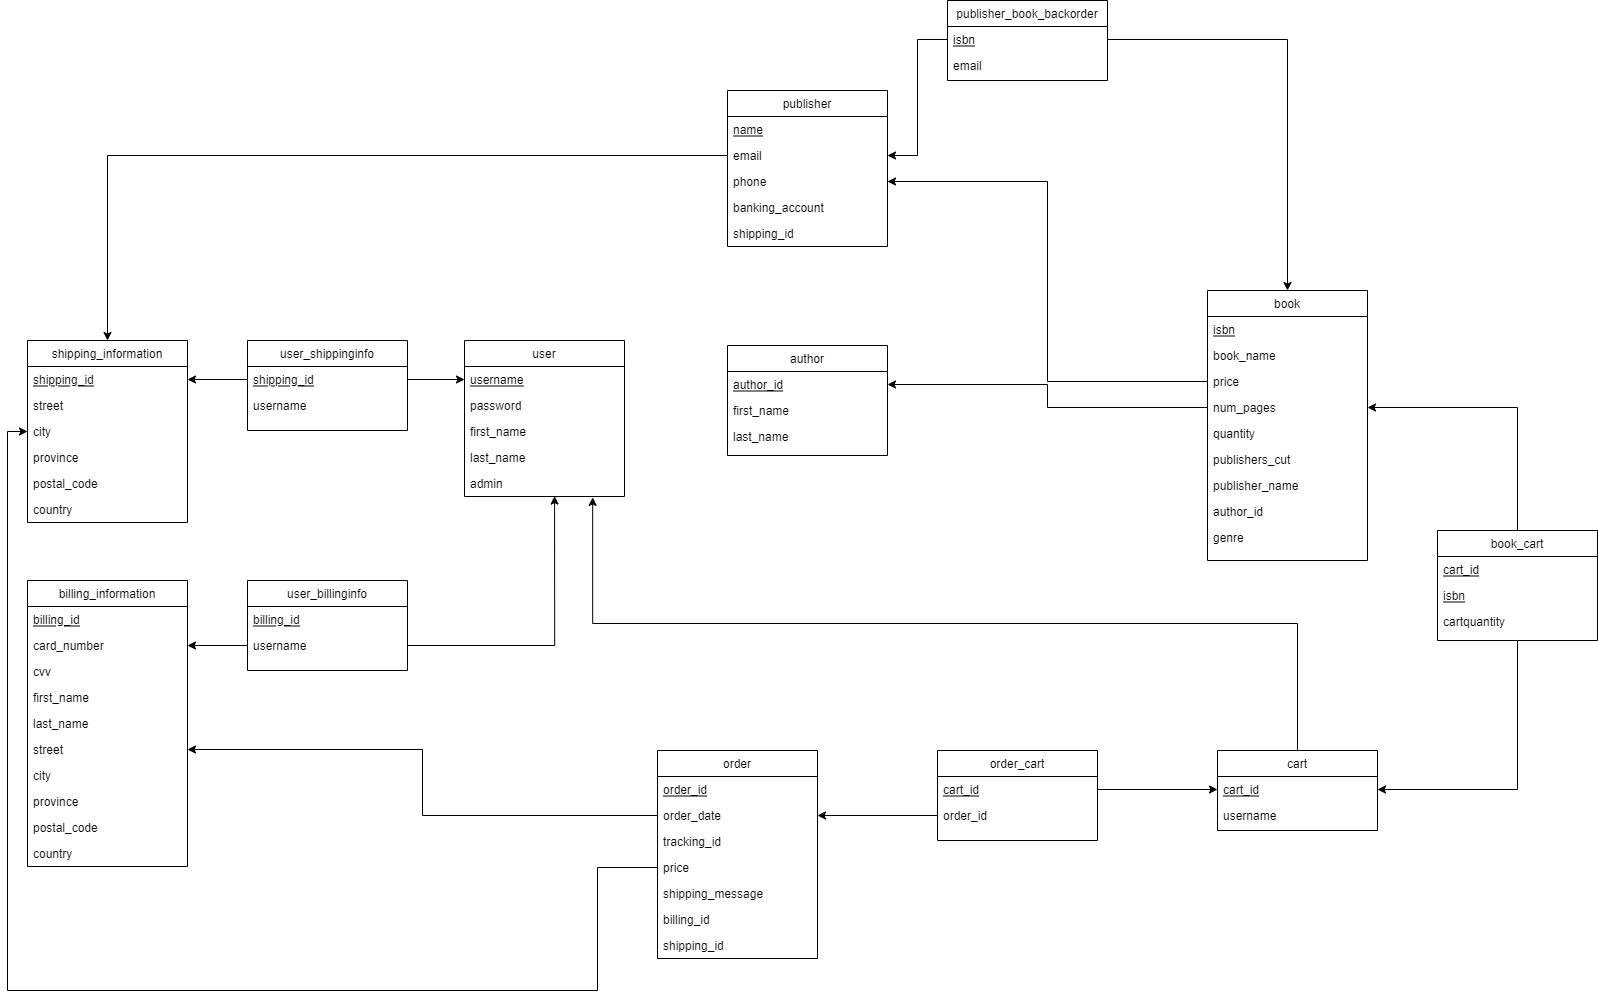 publisher_book_backorder
isbn
email
publisher
name
email
phone
banking_account
shipping_id
book
isbn
book_name
price
num_pages
quantity
publishers_cut
publisher_name
author_id
genre
shipping_information
shipping_id
street
city
province
postal_code
country
user_shippinginfo
shipping_id
username
user
username
password
first_name
last_name
admin
author
author_id
first_name
last_name
book_cart
cart_id
isbn
cartquantity
billing_information
billing_id
card_number
cvv
first_name
last_name
street
city
province
postal_code
country
user_billinginfo
billing_id
username
order
order_id
order_date
tracking_id
price
shipping_message
billing_id
shipping_id
order_cart
cart_id
order_id
cart
cart_id
username